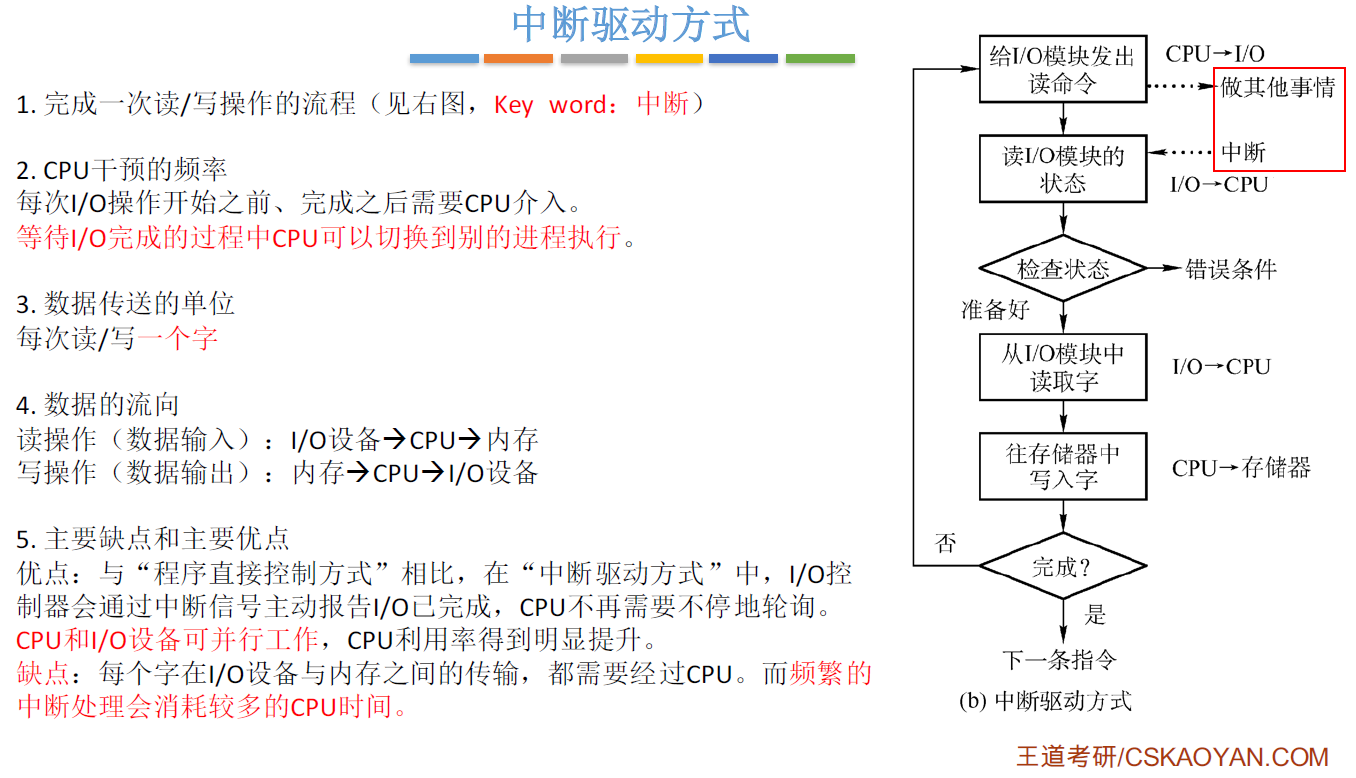 中断驱动方式
1. 完成一次读/写操作的流程（见右图，Key word：中断）
2. CPU干预的频率
每次I/O操作开始之前、完成之后需要CPU介入。
等待I/O完成的过程中CPU可以切换到别的进程执行。
3. 数据传送的单位
每次读/写一个字
4. 数据的流向
读操作（数据输入）：I/O设备→CPU→内存
写操作（数据输出）：内存→CPU→I/O设备
5. 主要缺点和主要优点
优点：与“程序直接控制方式”相比，在“中断驱动方式”中，I/O控
制器会通过中断信号主动报告I/O已完成，CPU不再需要不停地轮询。
CPU和I/O设备可并行工作，CPU利用率得到明显提升。
缺点：每个字在I/O设备与内存之间的传输，都需要经过CPU。而频繁的
中断处理会消耗较多的CPU时间。
给I/O模块发出
读命令
CPU→I/O
做其他事情
读I/O模块的
状态
中断
I/O→CPU
检查状态
错误条件
准备好
从I/O模块中
读取字
I/O→CPU
往存储器中
写入字
CPU→存储器
否
完成？
是
下一条指令
(b) 中断驱动方式
王道考研/CSKAOYAN.COM